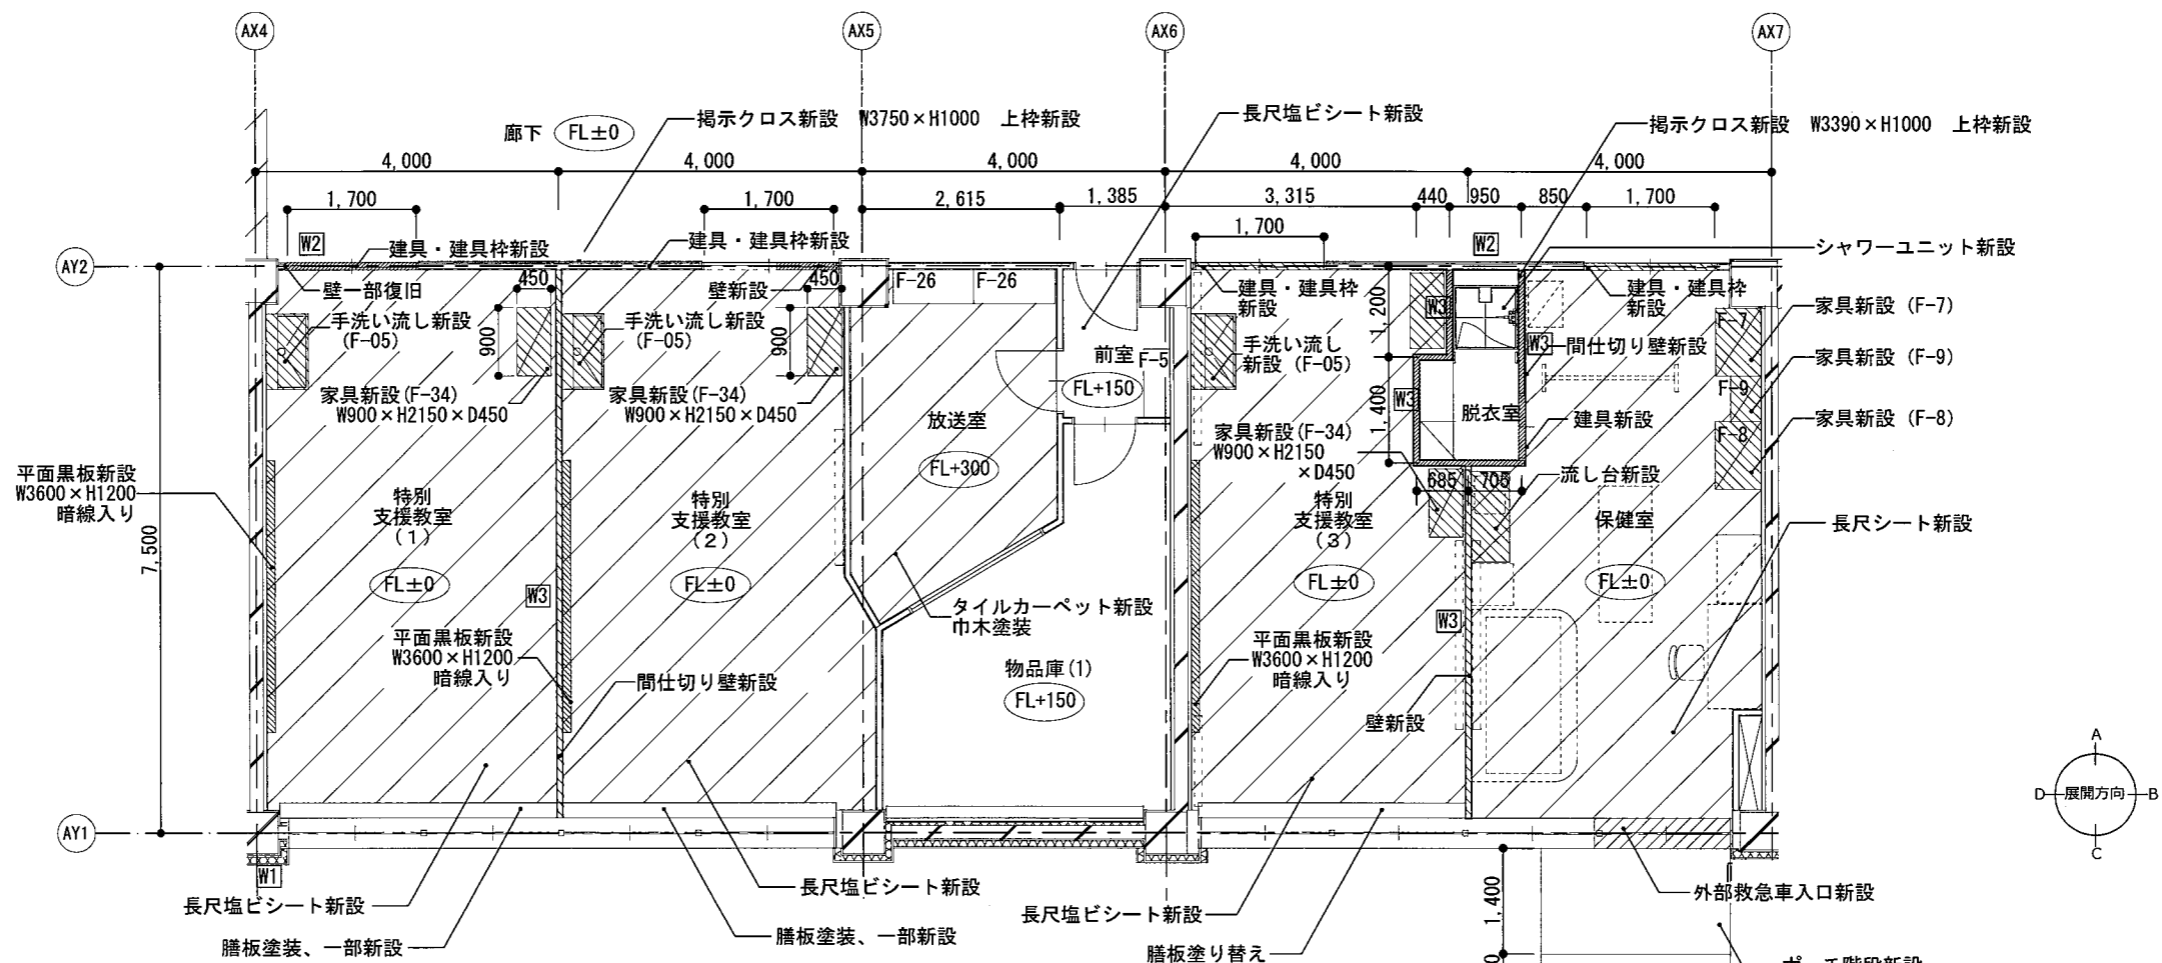 AX4
AX5
AX6
AX7
掲示クロス新設 W3750×H1000 上枠新設
長尺塩ビシート新設
掲示クロス新設 W3390×H1000 上枠新設
廊下 FL±0
4,000
4,000
4,000
4,000
4,000
1,700
1,700
2,615
1,385
3,315
440
950
850
1,700
1,700
W2
建具・建具枠新設
建具・建具枠新設
W2
シャワーユニット新設
AY2
450
450
F-26
F-26
壁一部復旧
壁新設
建具・建具枠
新設
建具・建具枠
新設
1,200
W3
家具新設 (F-7)
F-7
手洗い流し新設
(F-05)
900
手洗い流し新設
(F-05)
900
前室
F-5
FL+150
手洗い流し
新設 (F-05)
W3
間仕切り壁新設
家具新設 (F-9)
F-9
家具新設(F-34)
W900×H2150×D450
家具新設(F-34)
W900×H2150×D450
放送室
FL+300
1,400
W3
脱衣室
建具新設
家具新設 (F-8)
F-8
家具新設(F-34)
W900×H2150
×D450
685
705
流し台新設
平面黒板新設
W3600×H1200
暗線入り
特別
支援教室
(1)
FL±0
特別
支援教室
(2)
FL±0
特別
支援教室
(3)
FL±0
保健室
FL±0
長尺シート新設
7,500
W3
タイルカーペット新設
巾木塗装
W3
平面黒板新設
W3600×H1200
暗線入り
間仕切り壁新設
物品庫(1)
FL+150
平面黒板新設
W3600×H1200
暗線入り
壁新設
A
D
展開方向
B
C
AY1
W1
長尺塩ビシート新設
膳板塗装、一部新設
長尺塩ビシート新設
膳板塗装、一部新設
長尺塩ビシート新設
膳板塗り替え
1,400
外部救急車入口新設